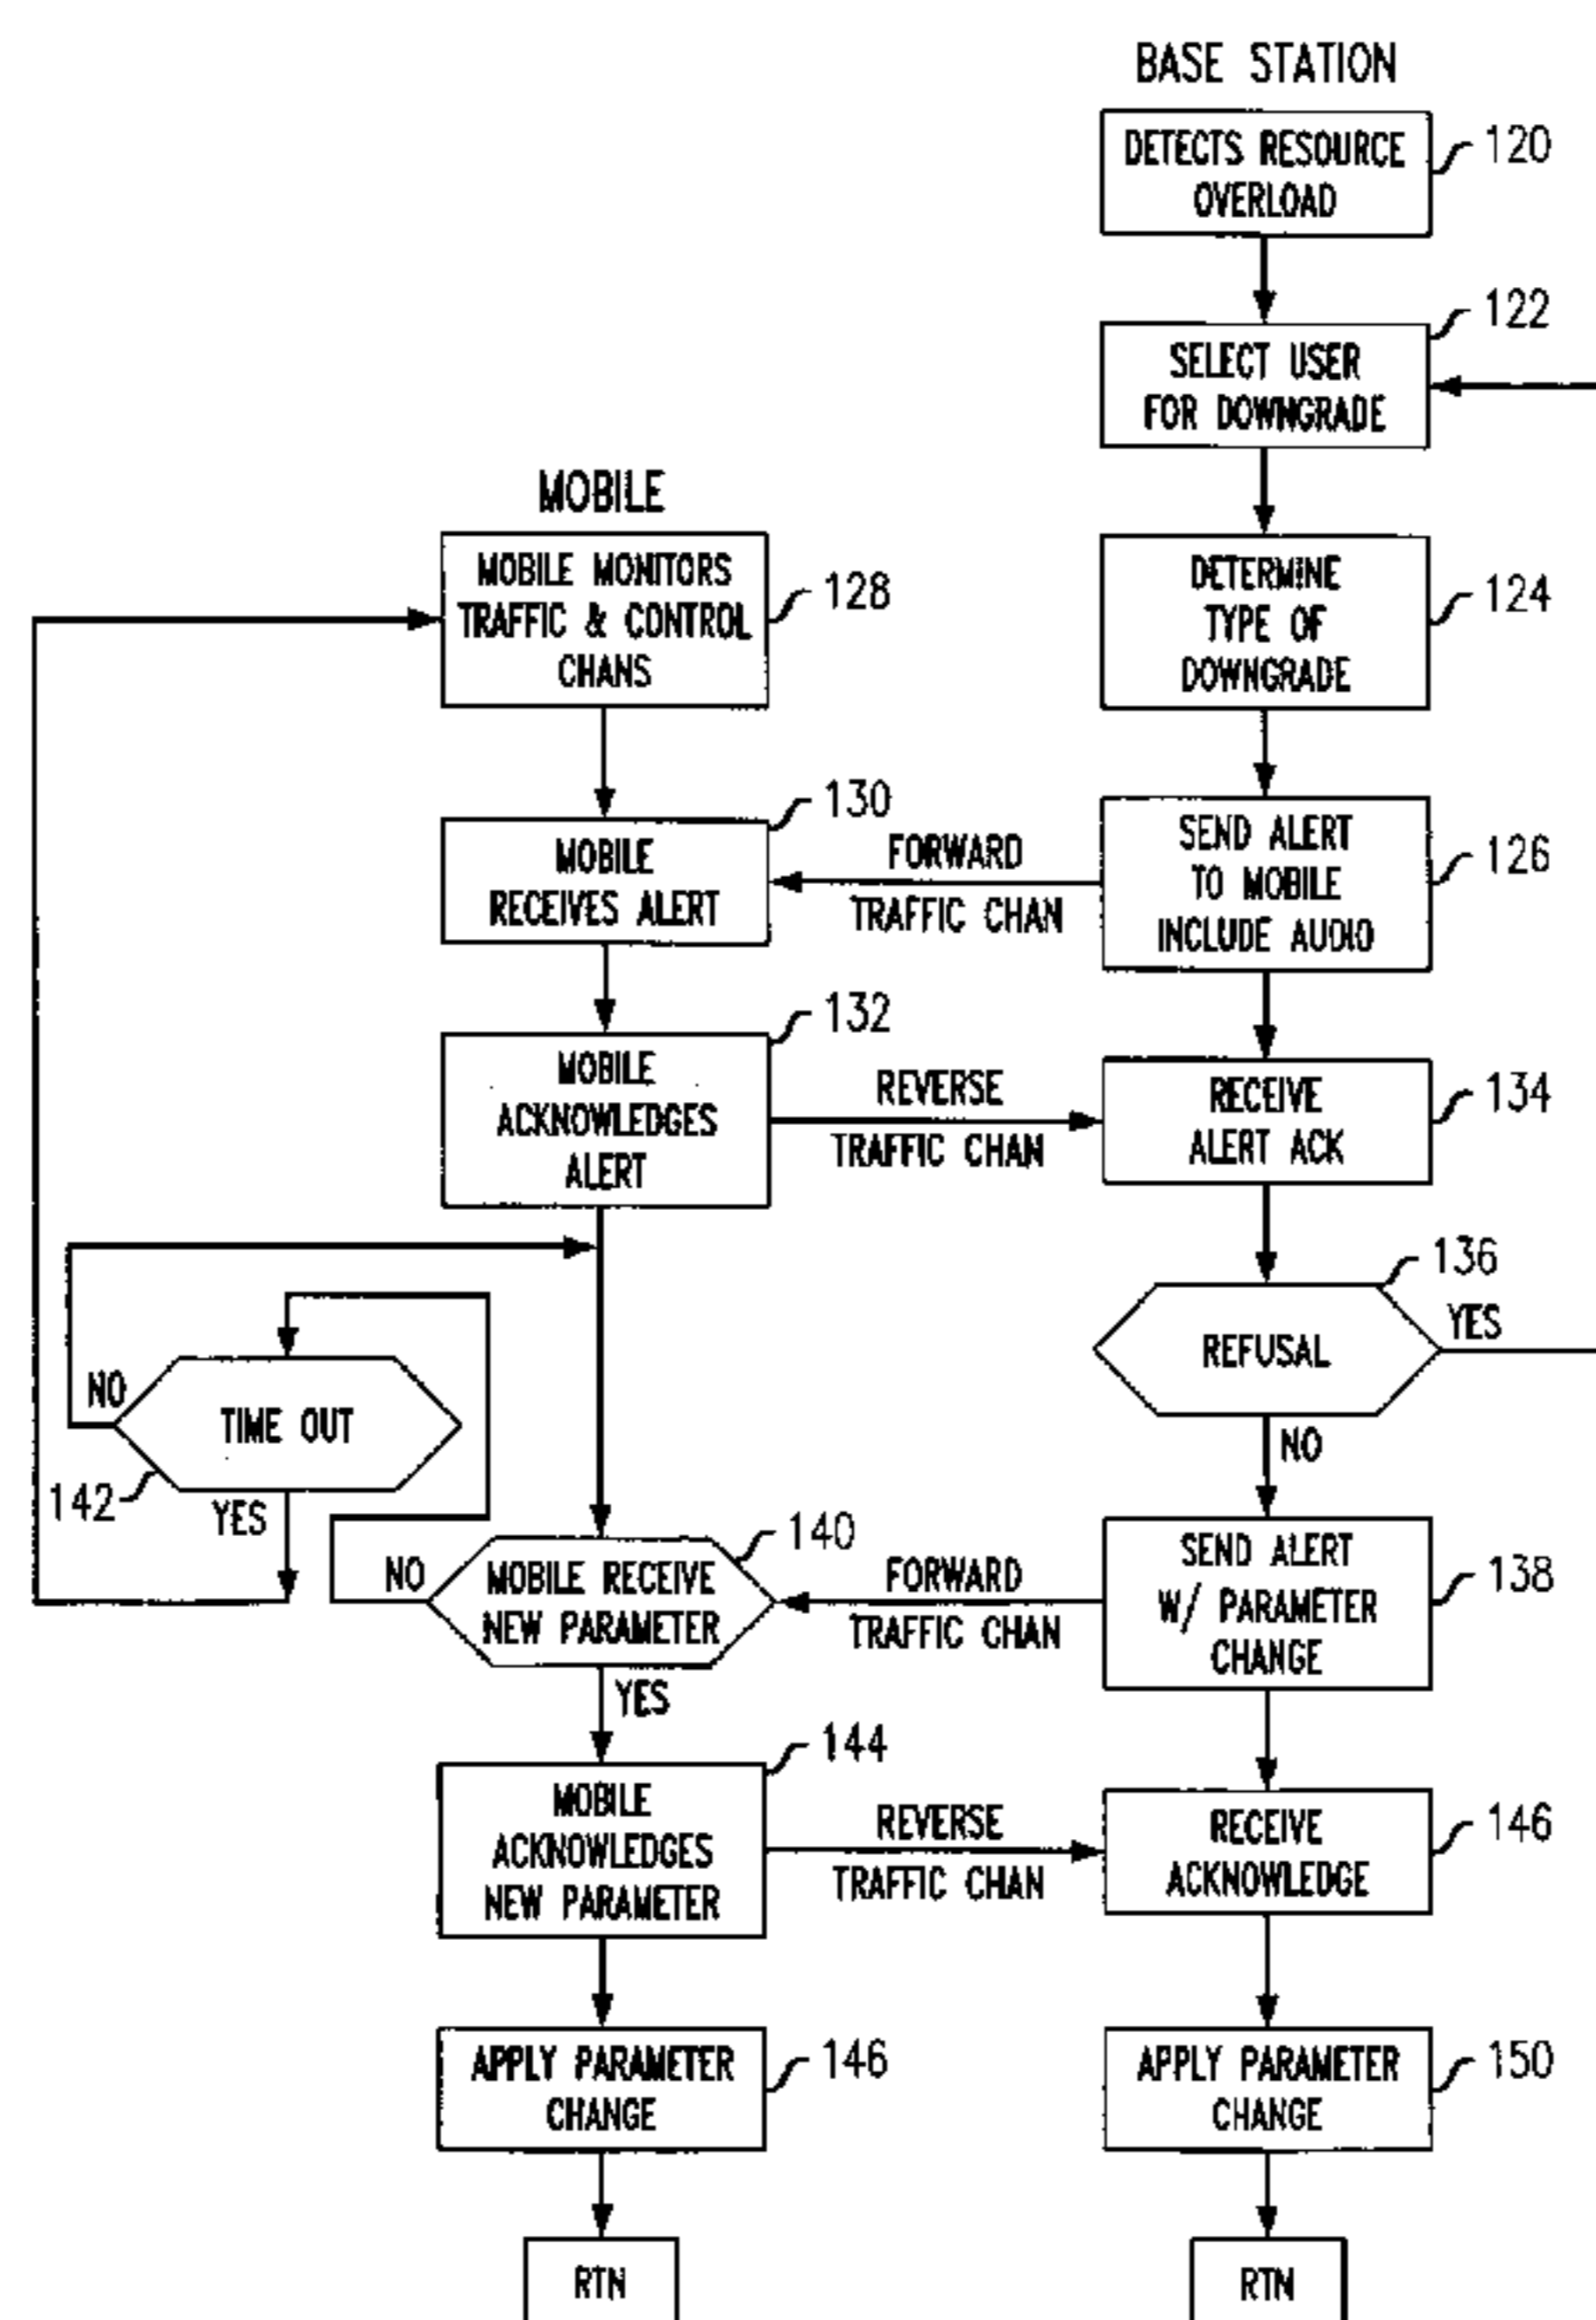 BASE STATION
DETECTS RESOURCE
OVERLOAD
120
122
SELECT USER
FOR DOWNGRADE
MOBILE
MOBILE MONITORS
TRAFFIC & CONTROL
CHANS
128
DETERMINE
TYPE OF
DOWNGRADE
124
130
MOBILE
RECEIVES ALERT
FORWARD
TRAFFIC CHAN
SEND ALERT
TO MOBILE
INCLUDE AUDIO
126
132
MOBILE
ACKNOWLEDGES
ALERT
REVERSE
TRAFFIC CHAN
RECEIVE
ALERT ACK
134
136
REFUSAL
YES
NO
NO
TIME OUT
142
YES
140
NO
MOBILE RECEIVE
NEW PARAMETER
YES
FORWARD
TRAFFIC CHAN
SEND ALERT
W/ PARAMETER
CHANGE
138
144
MOBILE
ACKNOWLEDGES
NEW PARAMETER
REVERSE
TRAFFIC CHAN
RECEIVE
ACKNOWLEDGE
146
APPLY PARAMETER
CHANGE
146
APPLY PARAMETER
CHANGE
150
RTN
RTN